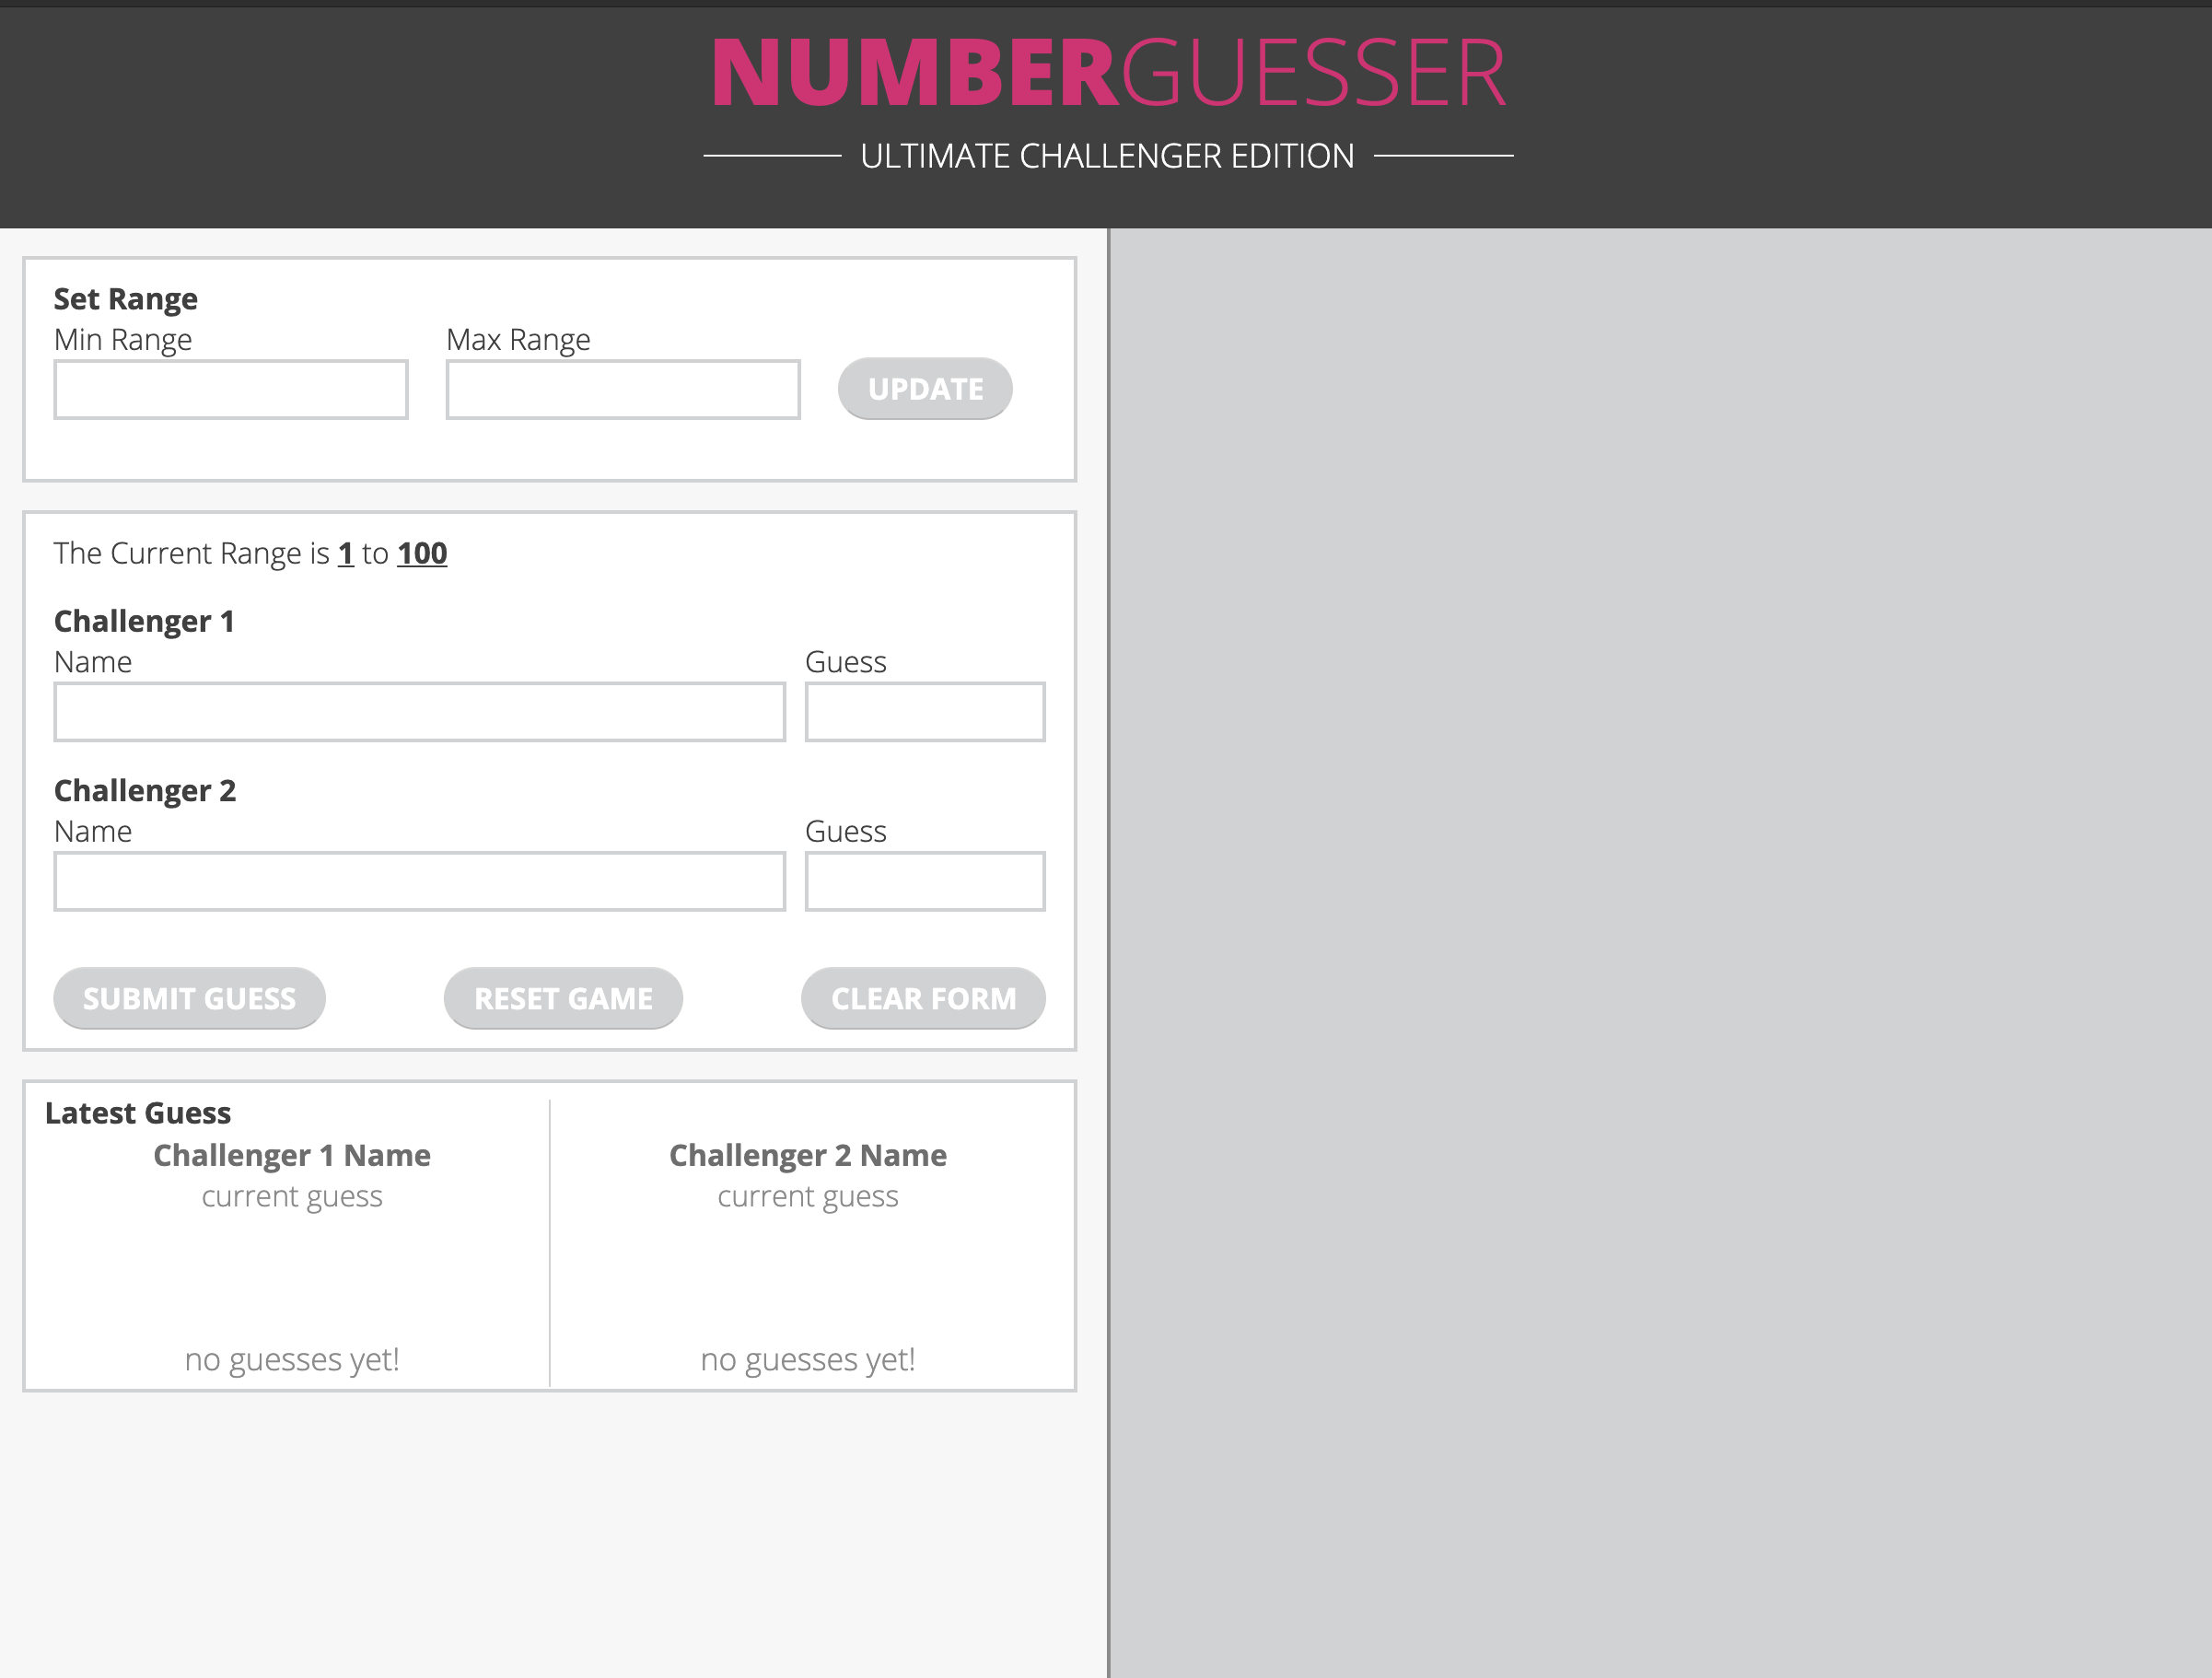 NUMBERGUESSER
ULTIMATE CHALLENGER EDITION
Set Range
Min Range Max Range
UPDATE
The Current Range is 1 to 100
Challenger 1
Name Guess
Challenger 2
Name Guess
SUBMIT GUESS RESET GAME CLEAR FORM
Latest Guess
Challenger 1 Name Challenger 2 Name
current guess current guess
no guesses yet! no guesses yet!